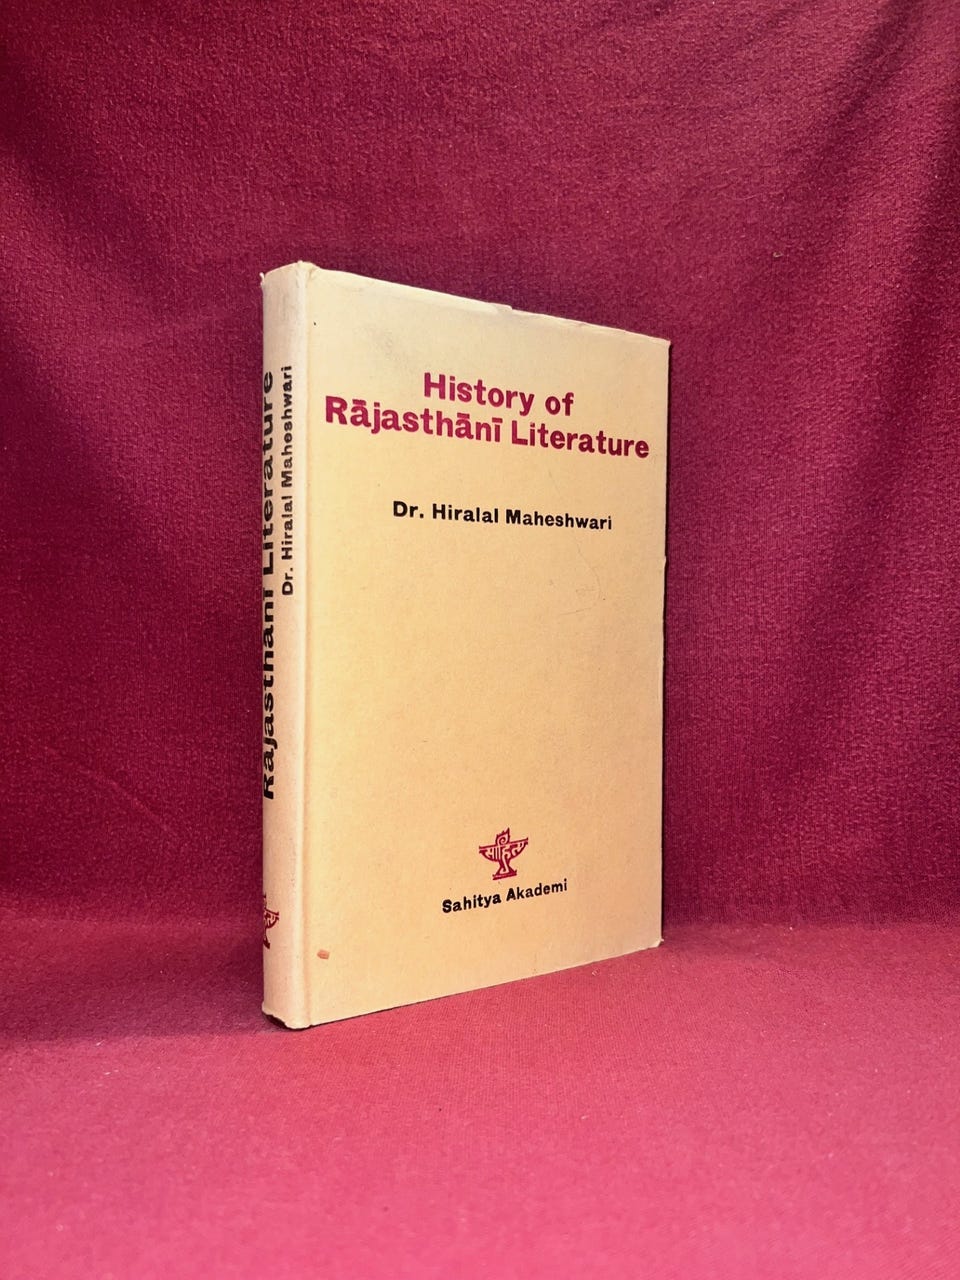 History of
Rājasthānī Literature
Dr. Hiralal Maheshwari
साहित्य
Sahitya Akademi
Rājasthānī Literature
Dr. Hiralal Maheshwari